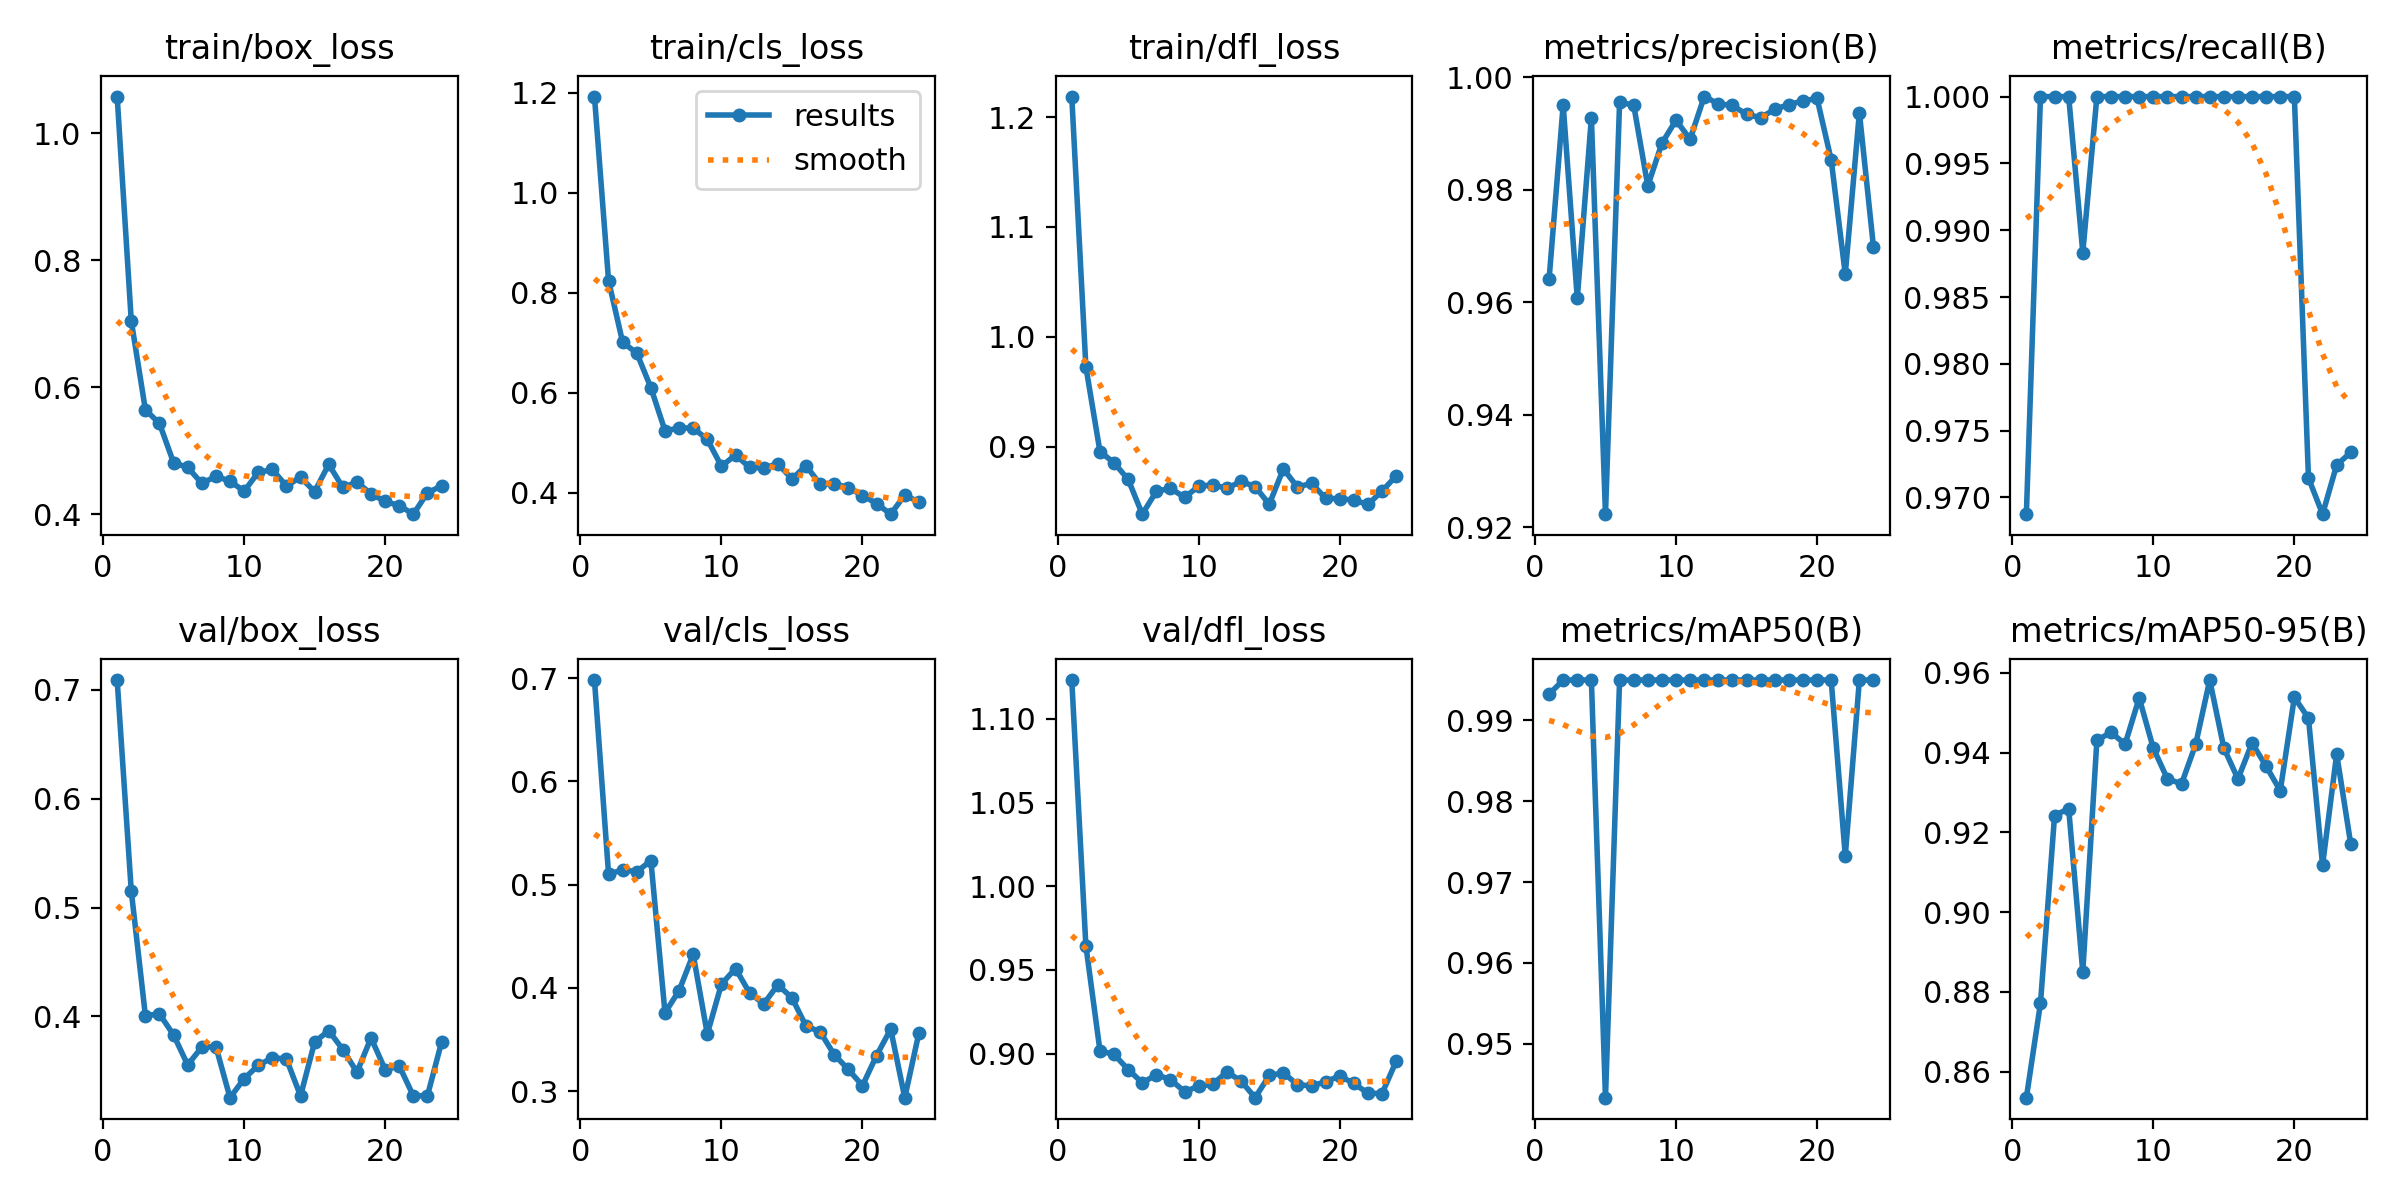 train/box_loss
1.0
0.8
0.6
0.4
0 10 20
train/cls_loss
results
smooth
1.2
1.0
0.8
0.6
0.4
0 10 20
train/dfl_loss
1.2
1.1
1.0
0.9
0 10 20
metrics/precision(B)
1.00
0.98
0.96
0.94
0.92
0 10 20
metrics/recall(B)
1.000
0.995
0.990
0.985
0.980
0.975
0.970
0 10 20
val/box_loss
0.7
0.6
0.5
0.4
0 10 20
val/cls_loss
0.7
0.6
0.5
0.4
0.3
0 10 20
val/dfl_loss
1.10
1.05
1.00
0.95
0.90
0 10 20
metrics/mAP50(B)
0.99
0.98
0.97
0.96
0.95
0 10 20
metrics/mAP50-95(B)
0.96
0.94
0.92
0.90
0.88
0.86
0 10 20